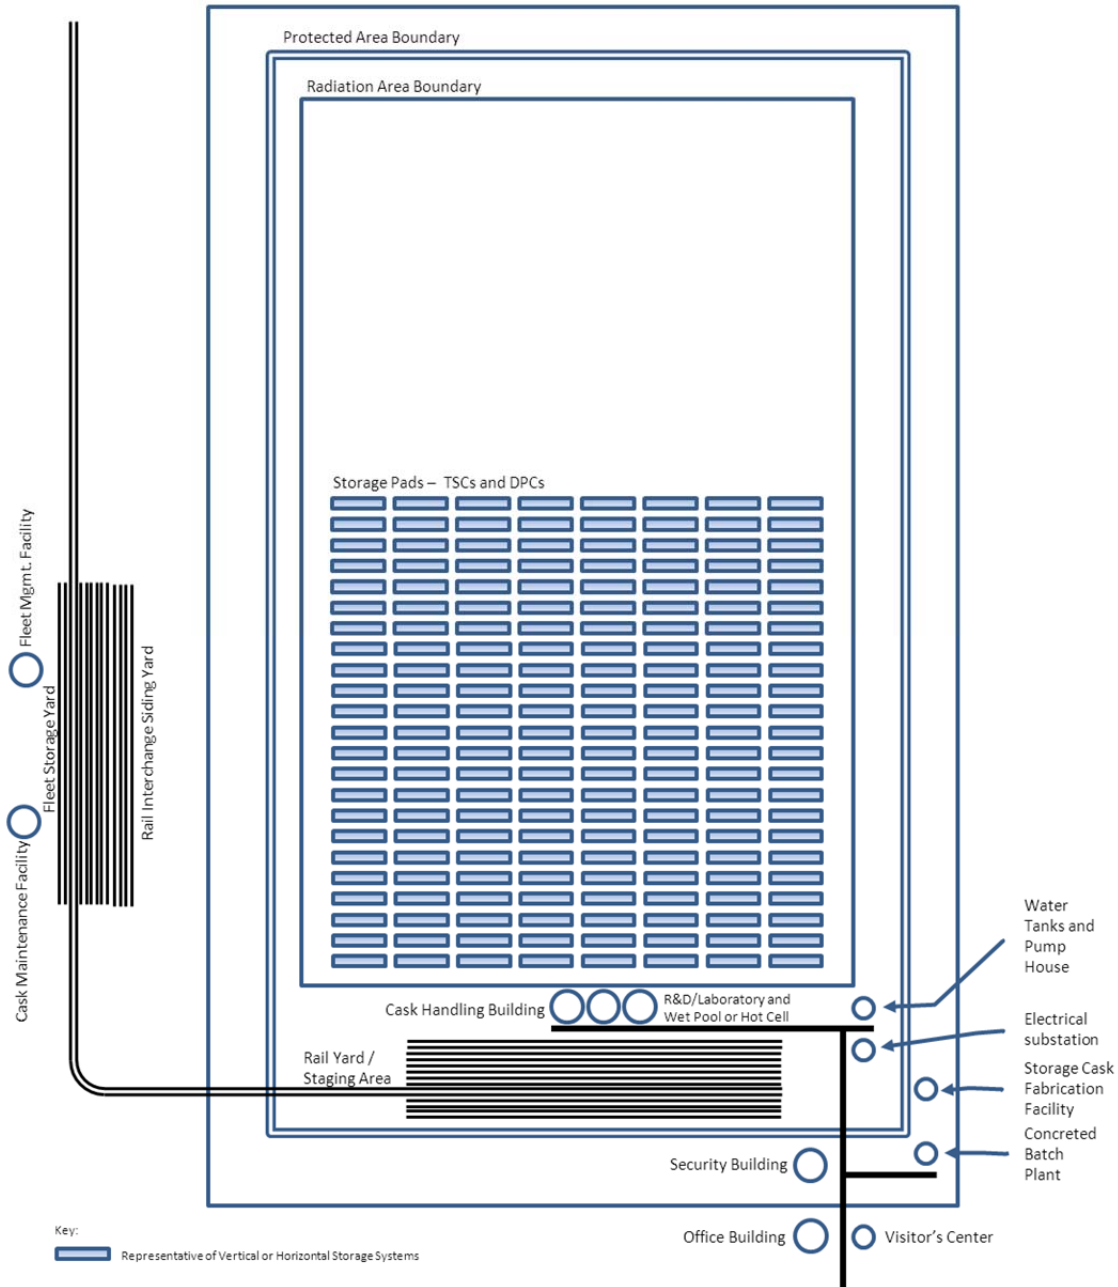 Protected Area Boundary
Radiation Area Boundary
Storage Pads – TSCs and DPCs
Fleet Mgmt. Facility
Fleet Storage Yard
Cask Maintenance Facility
Rail Interchange Siding Yard
Water
Tanks and
Pump
House
Cask Handling Building
R&D/Laboratory and
Wet Pool or Hot Cell
Electrical
substation
Rail Yard /
Staging Area
Storage Cask
Fabrication
Facility
Concreted
Batch
Plant
Security Building
Office Building
Visitor's Center
Key:
Representative of Vertical or Horizontal Storage Systems